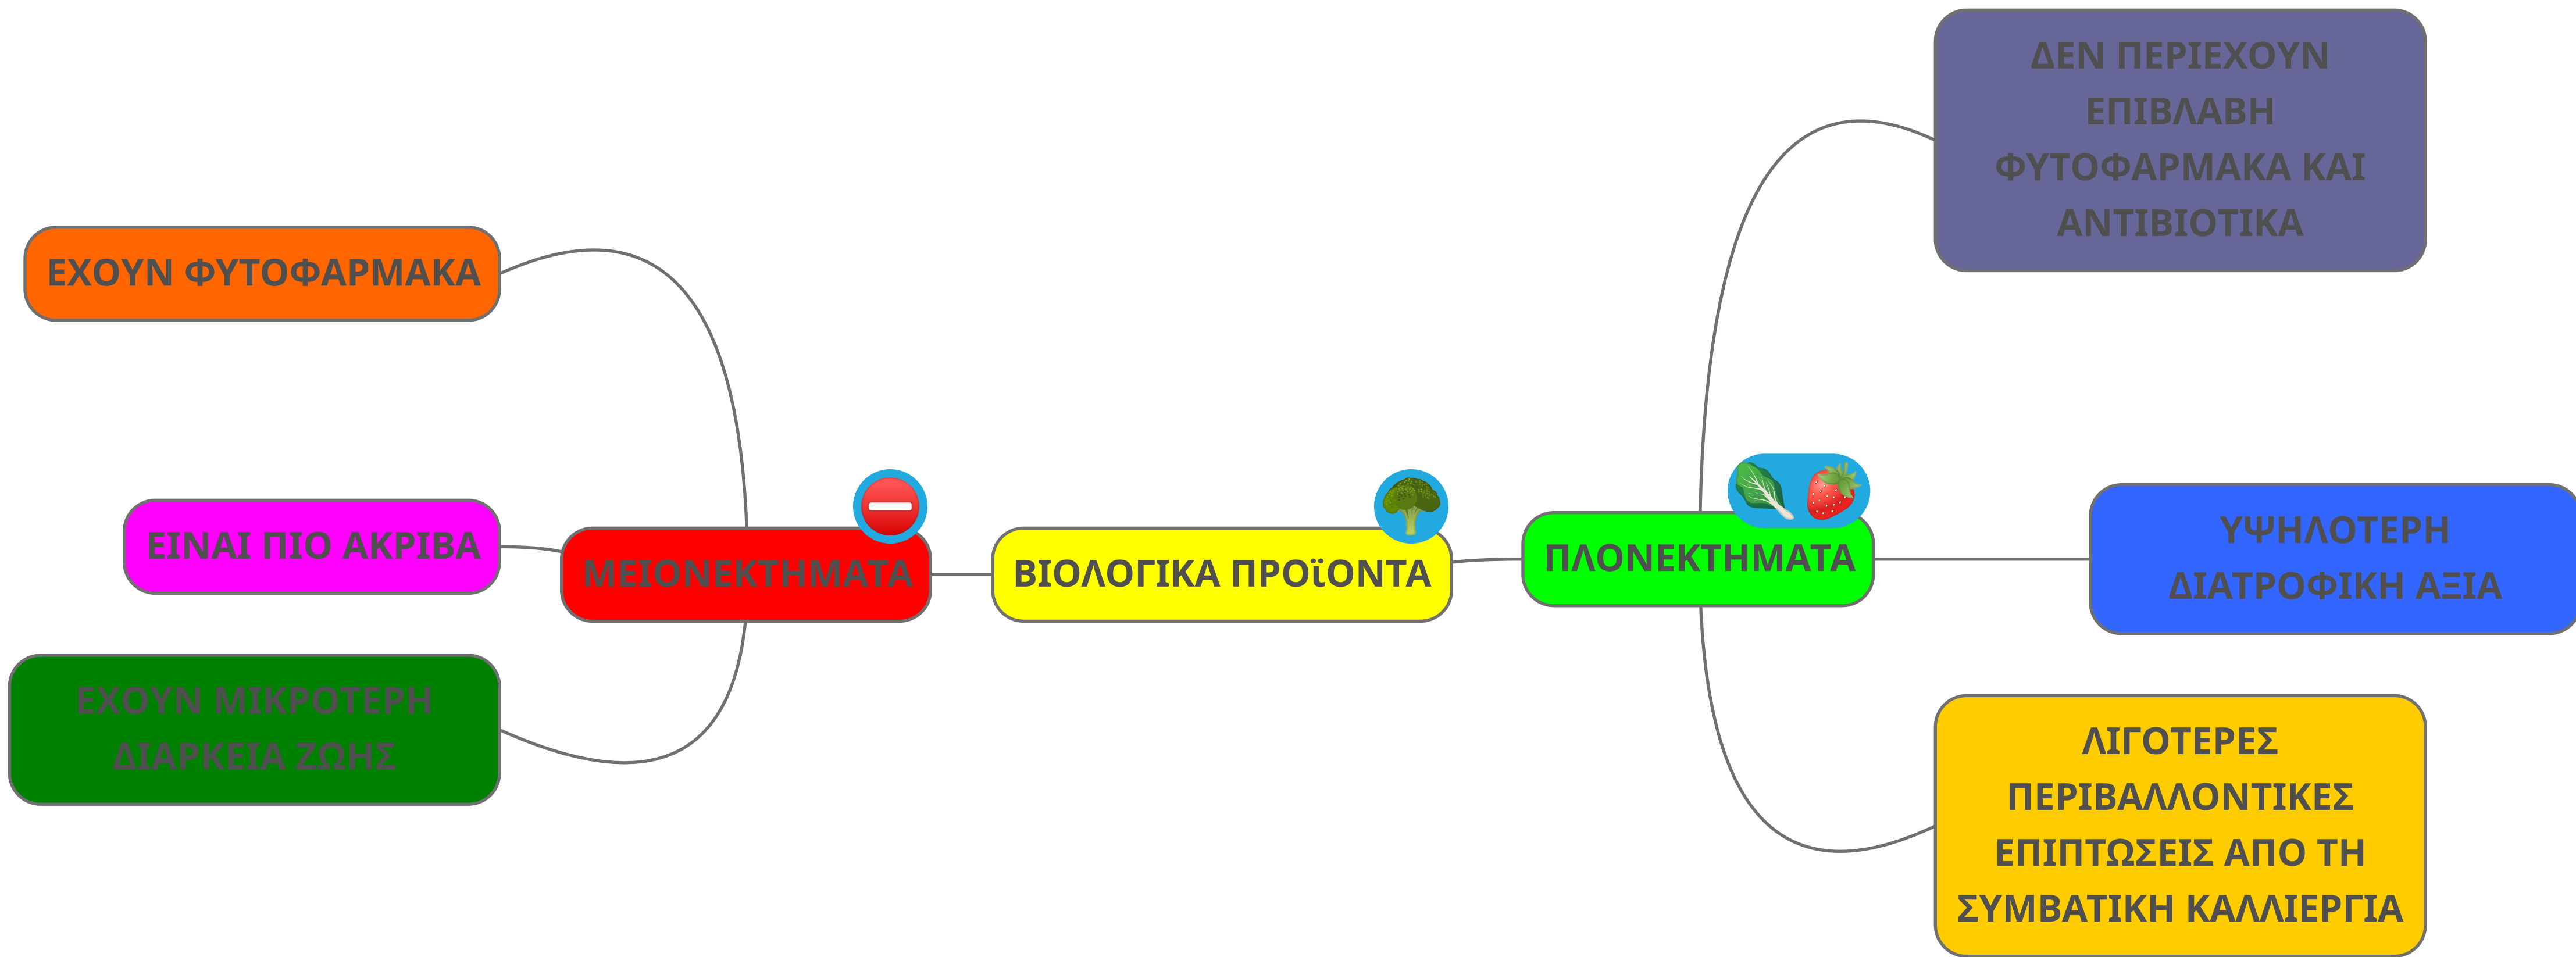 ΕΧΟΥΝ ΦΥΤΟΦΑΡΜΑΚΑ
ΕΙΝΑΙ ΠΙΟ ΑΚΡΙΒΑ
ΕΧΟΥΝ ΜΙΚΡΟΤΕΡΗ
ΔΙΑΡΚΕΙΑ ΖΩΗΣ
ΜΕΙΟΝΕΚΤΗΜΑΤΑ
ΒΙΟΛΟΓΙΚΑ ΠΡΟϊΟΝΤΑ
ΠΛΟΝΕΚΤΗΜΑΤΑ
ΔΕΝ ΠΕΡΙΕΧΟΥΝ
ΕΠΙΒΛΑΒΗ
ΦΥΤΟΦΑΡΜΑΚΑ ΚΑΙ
ΑΝΤΙΒΙΟΤΙΚΑ
ΥΨΗΛΟΤΕΡΗ
ΔΙΑΤΡΟΦΙΚΗ ΑΞΙΑ
ΛΙΓΟΤΕΡΕΣ
ΠΕΡΙΒΑΛΛΟΝΤΙΚΕΣ
ΕΠΙΠΤΩΣΕΙΣ ΑΠΟ ΤΗ
ΣΥΜΒΑΤΙΚΗ ΚΑΛΛΙΕΡΓΙΑ